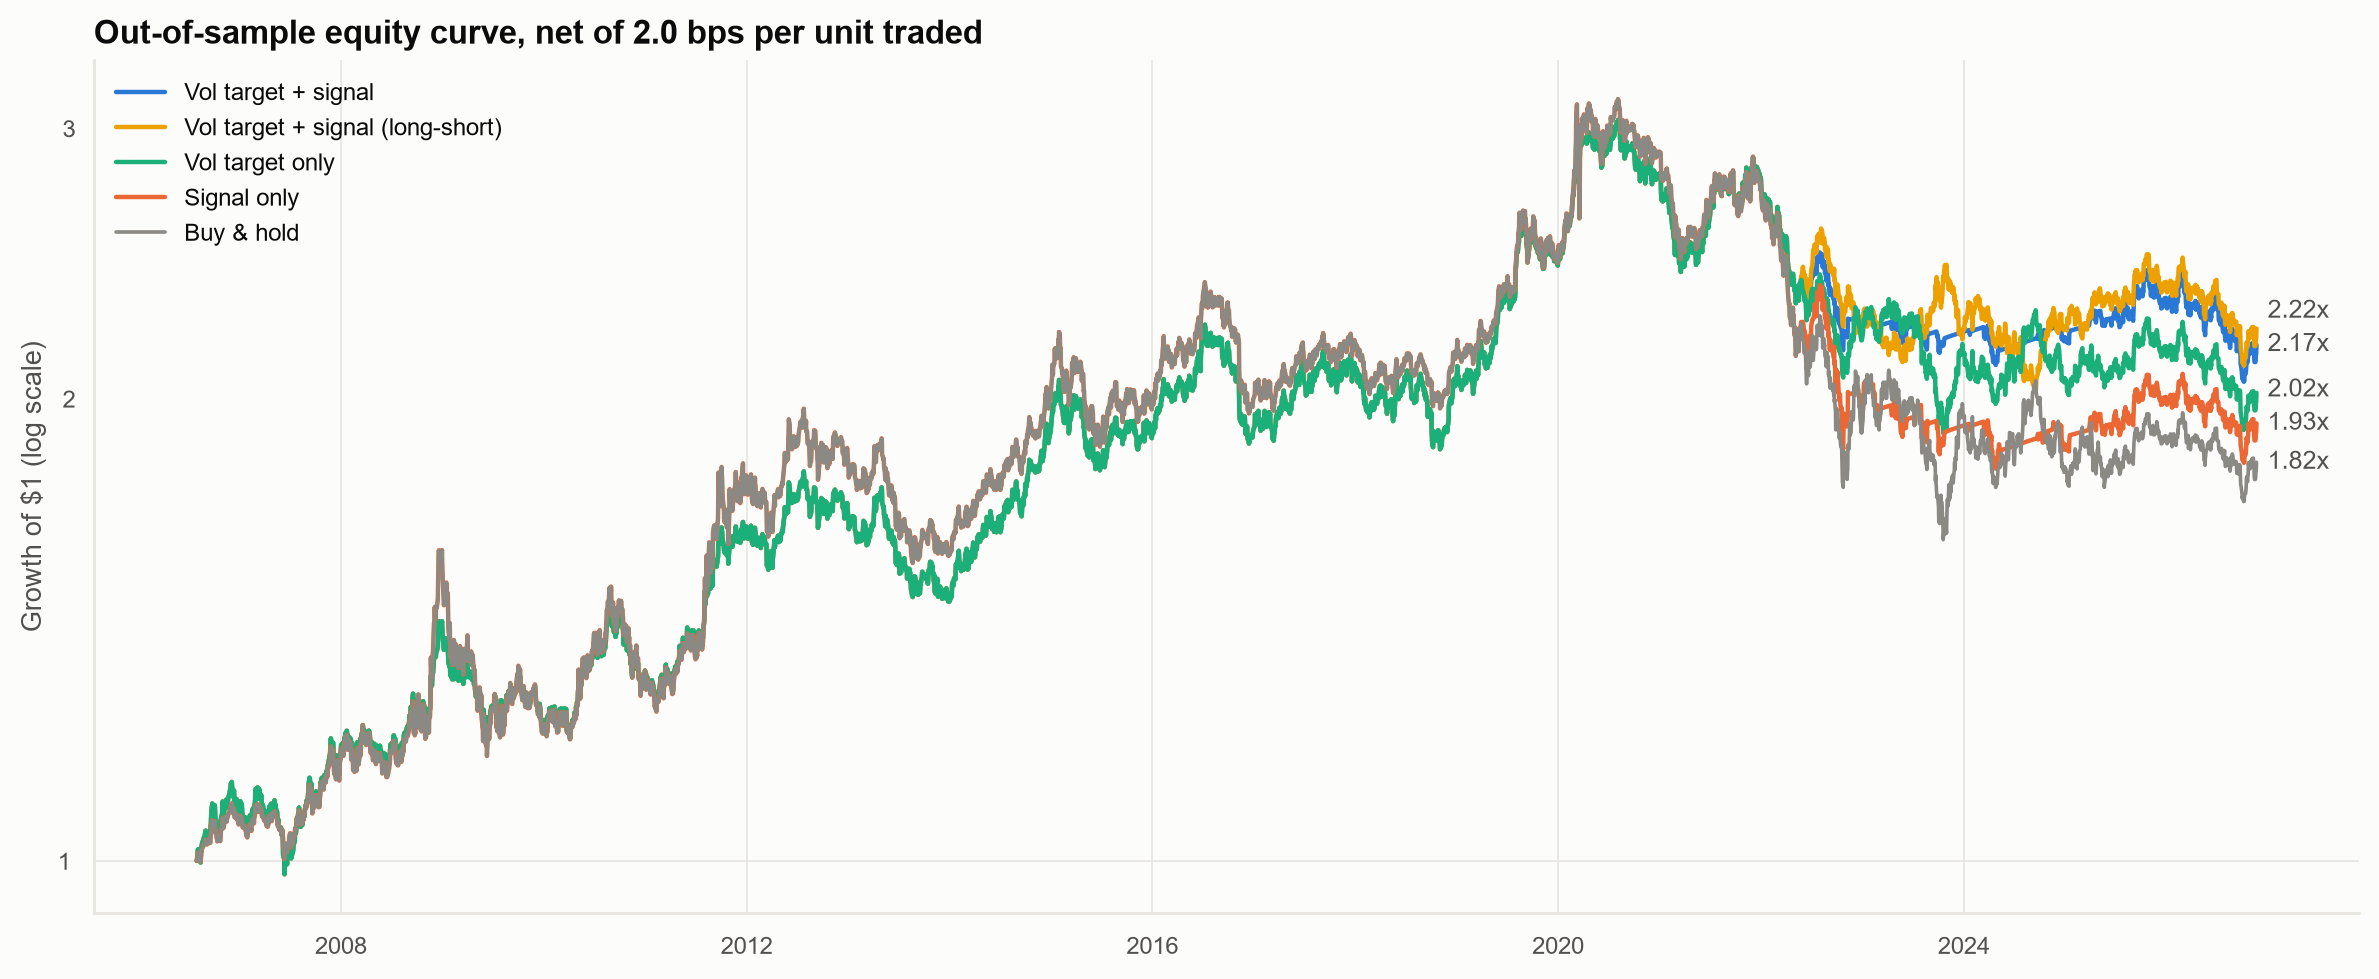 Out-of-sample equity curve, net of 2.0 bps per unit traded
Vol target + signal
Vol target + signal (long-short)
Vol target only
Signal only
Buy & hold
Growth of $1 (log scale)
3
2
1
2.22x
2.17x
2.02x
1.93x
1.82x
2008
2012
2016
2020
2024